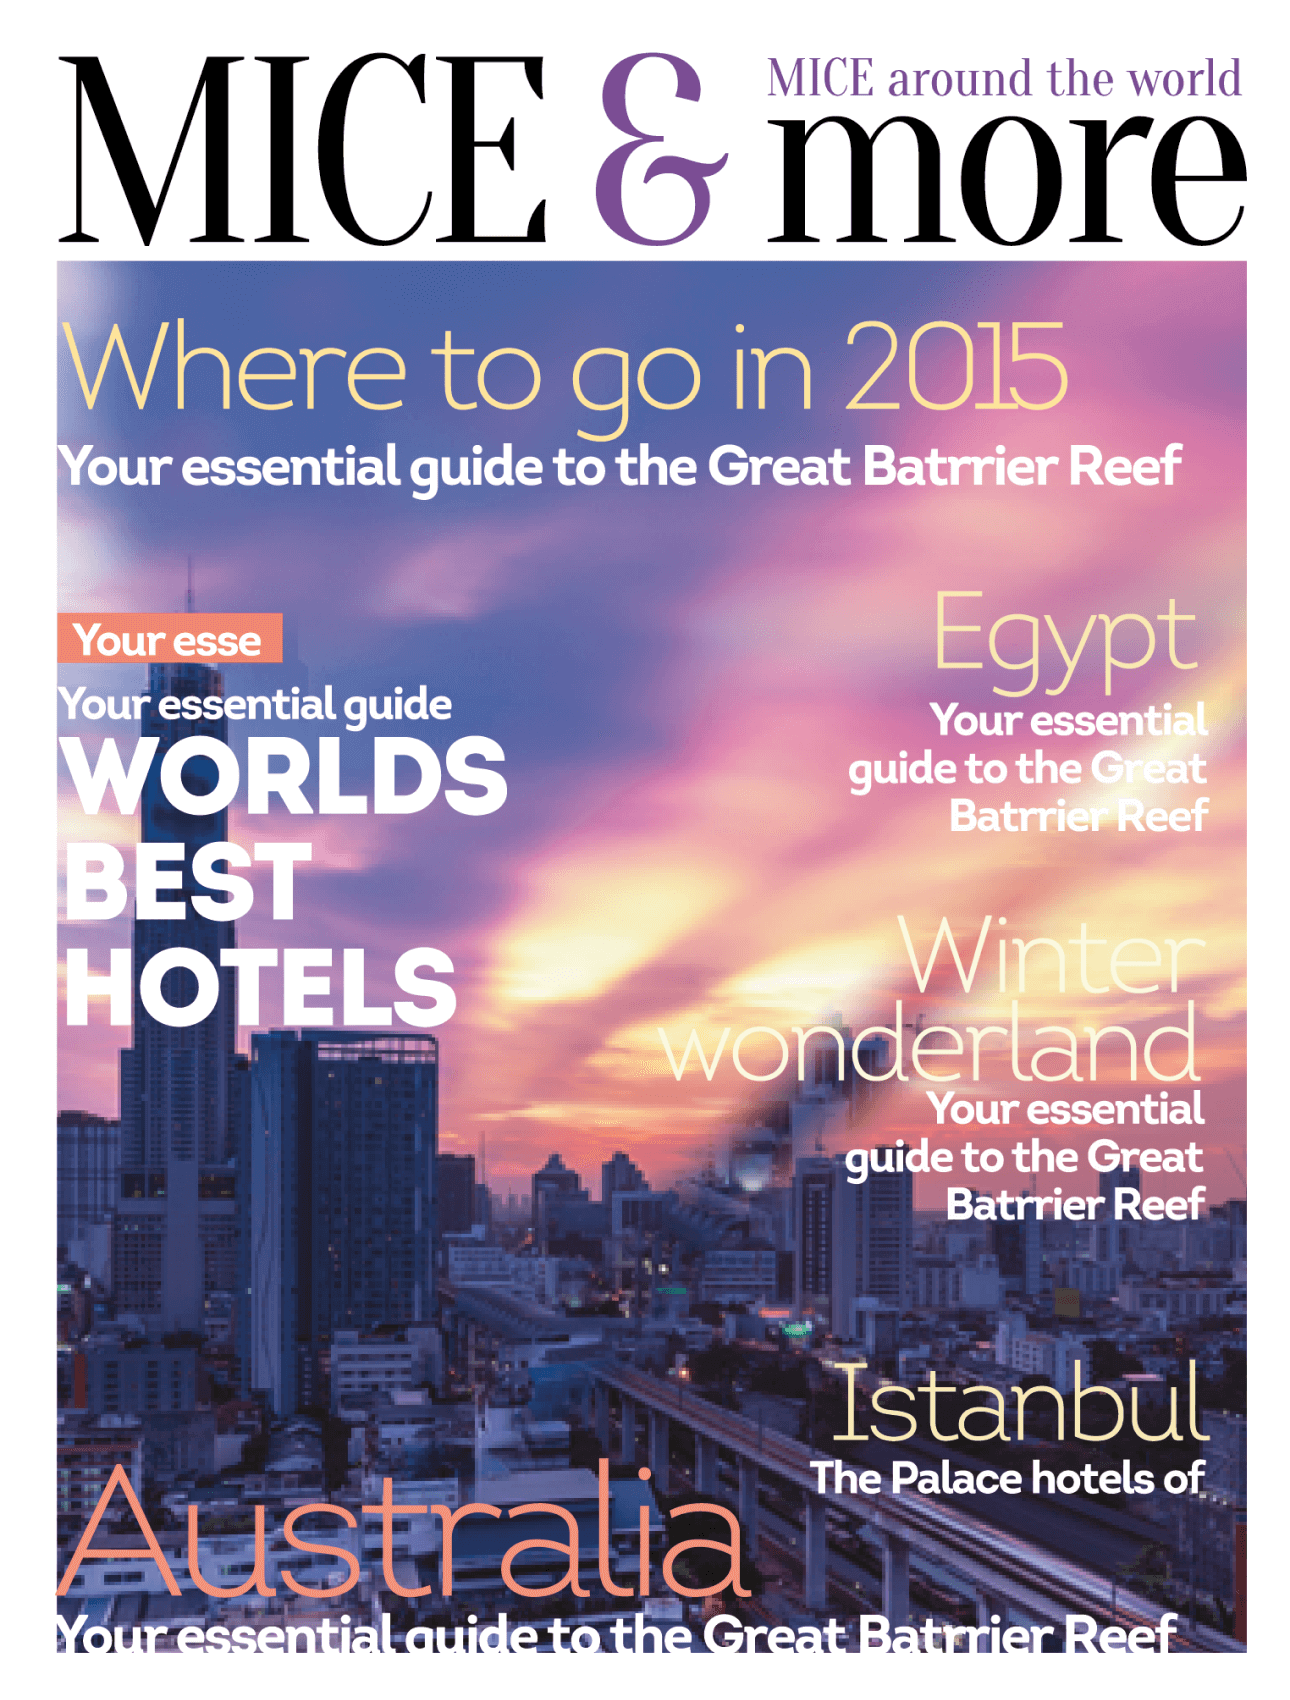 MICE & more
MICE around the world
Where to go in 2015
Your essential guide to the Great Batrrier Reef
Your esse
Your essential guide
WORLDS
BEST
HOTELS
Egypt
Your essential
guide to the Great
Batrrier Reef
Winter
wonderland
Your essential
guide to the Great
Batrrier Reef
Istanbul
The Palace hotels of
Australia
Your essential guide to the Great Batrrier Reef